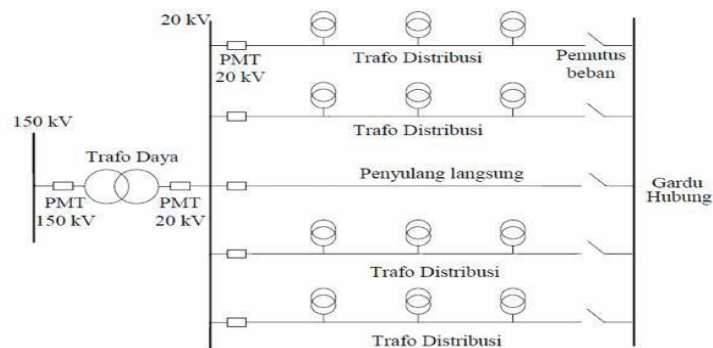 20 kV
PMT
20 kV
Trafo Distribusi
Pemutus
beban
Trafo Distribusi
150 kV
Trafo Daya
PMT
150 kV
PMT
20 kV
Penyulang langsung
Gardu
Hubung
Trafo Distribusi
Trafo Distribusi